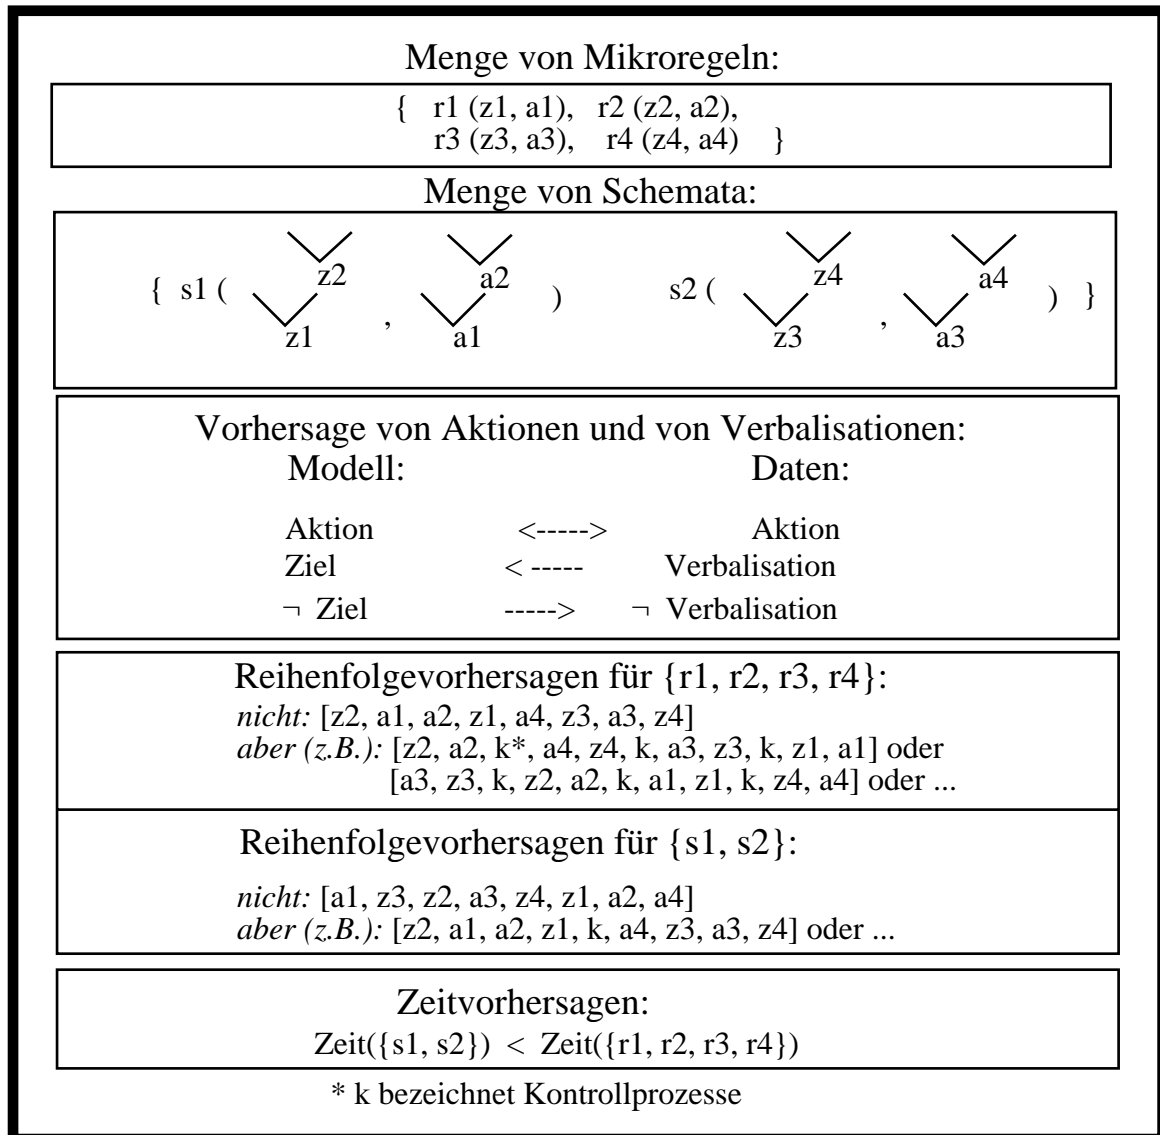 Menge von Mikroregeln:
{ r1 (z1, a1), r2 (z2, a2),
r3 (z3, a3), r4 (z4, a4) }
Menge von Schemata:
z2 a2 z4 a4
{ s1 ( , ) s2 ( , ) }
z1 a1 z3 a3
Vorhersage von Aktionen und von Verbalisationen:
Modell: Daten:
Aktion <-----> Aktion
Ziel < ----- Verbalisation
¬ Ziel -----> ¬ Verbalisation
Reihenfolgevorhersagen für {r1, r2, r3, r4}:
nicht: [z2, a1, a2, z1, a4, z3, a3, z4]
aber (z.B.): [z2, a2, k*, a4, z4, k, a3, z3, k, z1, a1] oder
[a3, z3, k, z2, a2, k, a1, z1, k, z4, a4] oder ...
Reihenfolgevorhersagen für {s1, s2}:
nicht: [a1, z3, z2, a3, z4, z1, a2, a4]
aber (z.B.): [z2, a1, a2, z1, k, a4, z3, a3, z4] oder ...
Zeitvorhersagen:
Zeit({s1, s2}) < Zeit({r1, r2, r3, r4})
* k bezeichnet Kontrollprozesse